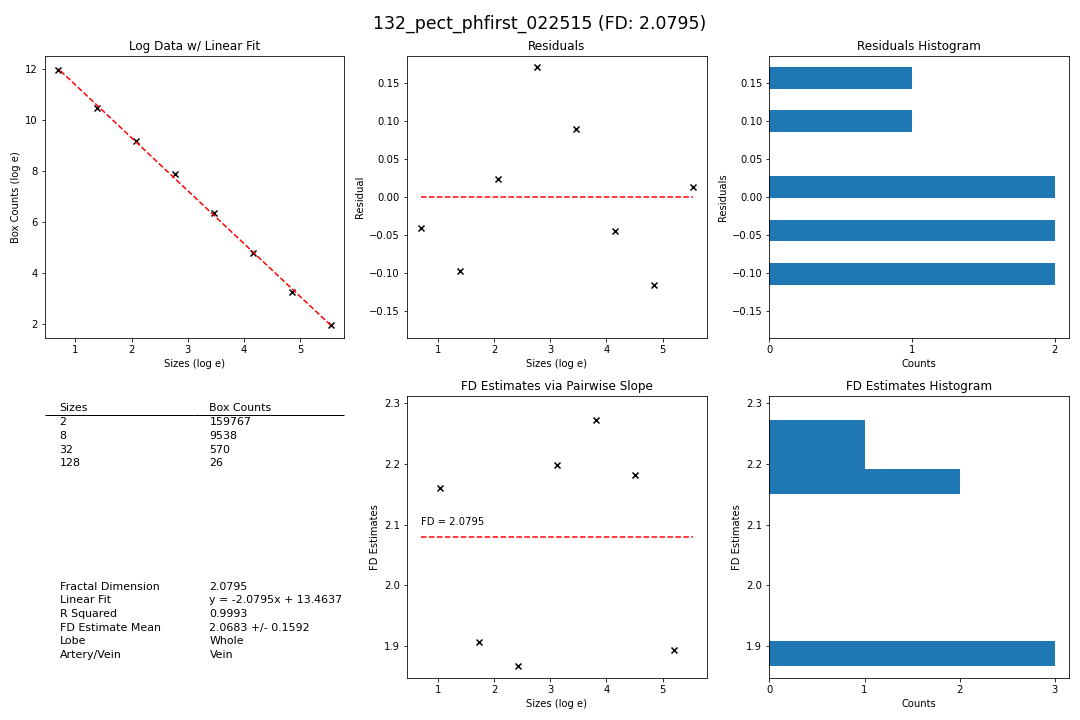 132_pect_phfirst_022515 (FD: 2.0795)
Log Data w/ Linear Fit
Box Counts (log e)
12
10
8
6
4
2
1 2 3 4 5
Sizes (log e)
Residuals
Residual
0.15
0.10
0.05
0.00
−0.05
−0.10
−0.15
1 2 3 4 5
Sizes (log e)
Residuals Histogram
Residuals
0.15
0.10
0.05
0.00
−0.05
−0.10
−0.15
0 1 2
Counts
Sizes Box Counts
2 159767
8 9538
32 570
128 26
Fractal Dimension 2.0795
Linear Fit y = -2.0795x + 13.4637
R Squared 0.9993
FD Estimate Mean 2.0683 +/- 0.1592
Lobe Whole
Artery/Vein Vein
FD Estimates via Pairwise Slope
FD Estimates
2.3
2.2
2.1
2.0
1.9
FD = 2.0795
1 2 3 4 5
Sizes (log e)
FD Estimates Histogram
FD Estimates
2.3
2.2
2.1
2.0
1.9
0 1 2 3
Counts